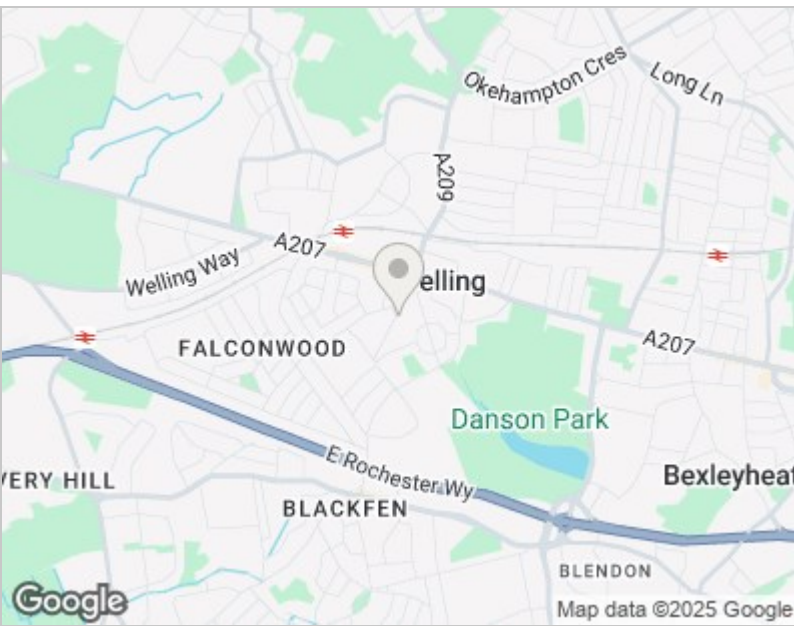 Okehampton Cres
Long Ln
A209
A207
Welling Way
elling
A207
FALCONWOOD
Danson Park
E Rochester Wy
VERY HILL
Bexleyheat
BLACKFEN
BLENDON
Google
Map data ©2025 Google